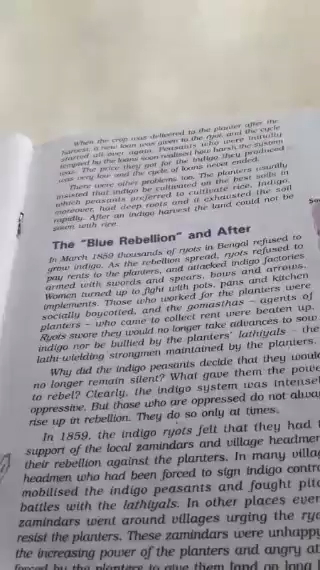 When the crop was delivered to the planter after the
harvest, a new loan was given to the ryot, and the cycle
started all over again. Peasants who were initially
tempted by the loans soon realised how harsh the system
was. The price they got for the indigo they produced
was very low and the cycle of loans never ended.
There were other problems too. The planters usually
insisted that indigo be cultivated on the best soils in
which peasants preferred to cultivate rice. Indigo,
moreover, had deep roots and it exhausted the soil
rapidly. After an indigo harvest the land could not be
sown with rice.
The "Blue Rebellion" and After
In March 1859 thousands of ryots in Bengal refused to
grow indigo. As the rebellion spread, ryots refused to
pay rents to the planters, and attacked indigo factories
armed with swords and spears, bows and arrows.
Women turned up to fight with pots, pans and kitchen
implements. Those who worked for the planters were
socially boycotted, and the gomasthas – agents of
planters – who came to collect rent were beaten up.
Ryots swore they would no longer take advances to sow
indigo nor be bullied by the planters' lathiyals – the
lathi-wielding strongmen maintained by the planters.
Why did the indigo peasants decide that they would
no longer remain silent? What gave them the powe
to rebel? Clearly, the indigo system was intensel
oppressive. But those who are oppressed do not alway
rise up in rebellion. They do so only at times.
In 1859, the indigo ryots felt that they had
support of the local zamindars and village headmen
their rebellion against the planters. In many villag
headmen who had been forced to sign indigo contra
mobilised the indigo peasants and fought pitc
battles with the lathiyals. In other places even
zamindars went around villages urging the ryo
resist the planters. These zamindars were unhappy
the increasing power of the planters and angry at
forced by the planters to give them land on long l